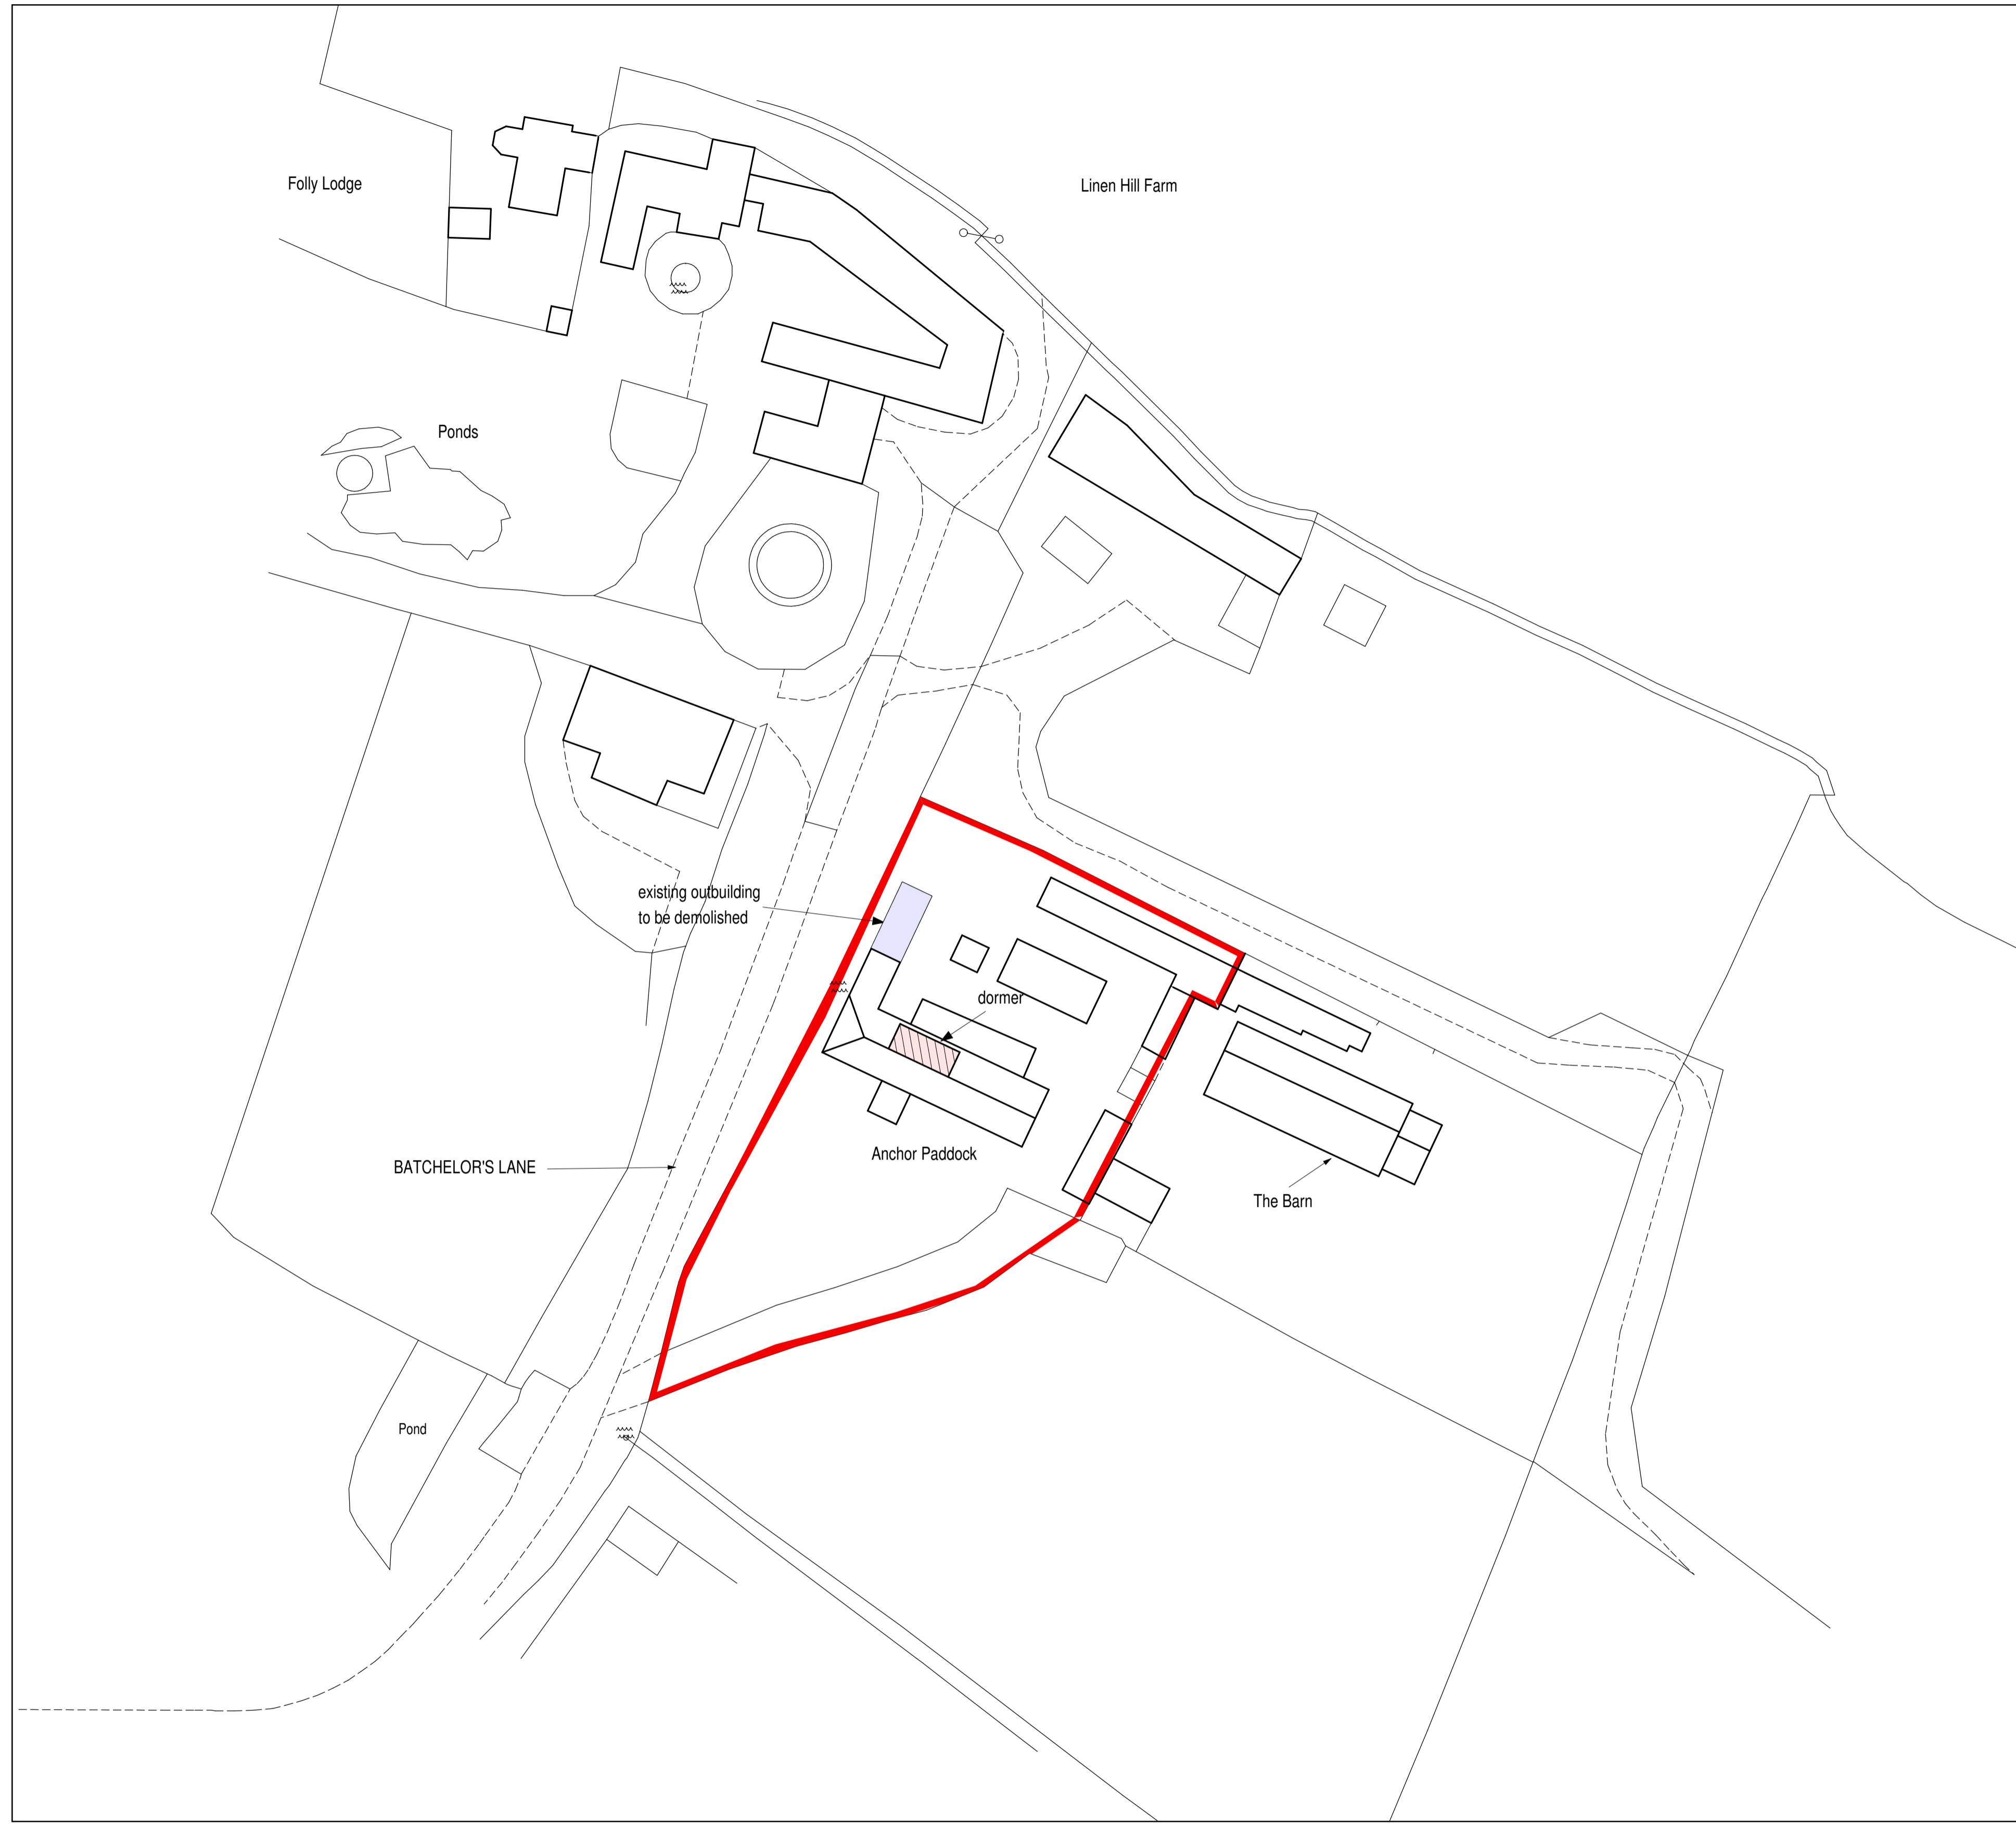 Folly Lodge
Linen Hill Farm
Ponds
existing outbuilding
to be demolished
dormer
Anchor Paddock
BATCHELOR'S LANE
The Barn
Pond